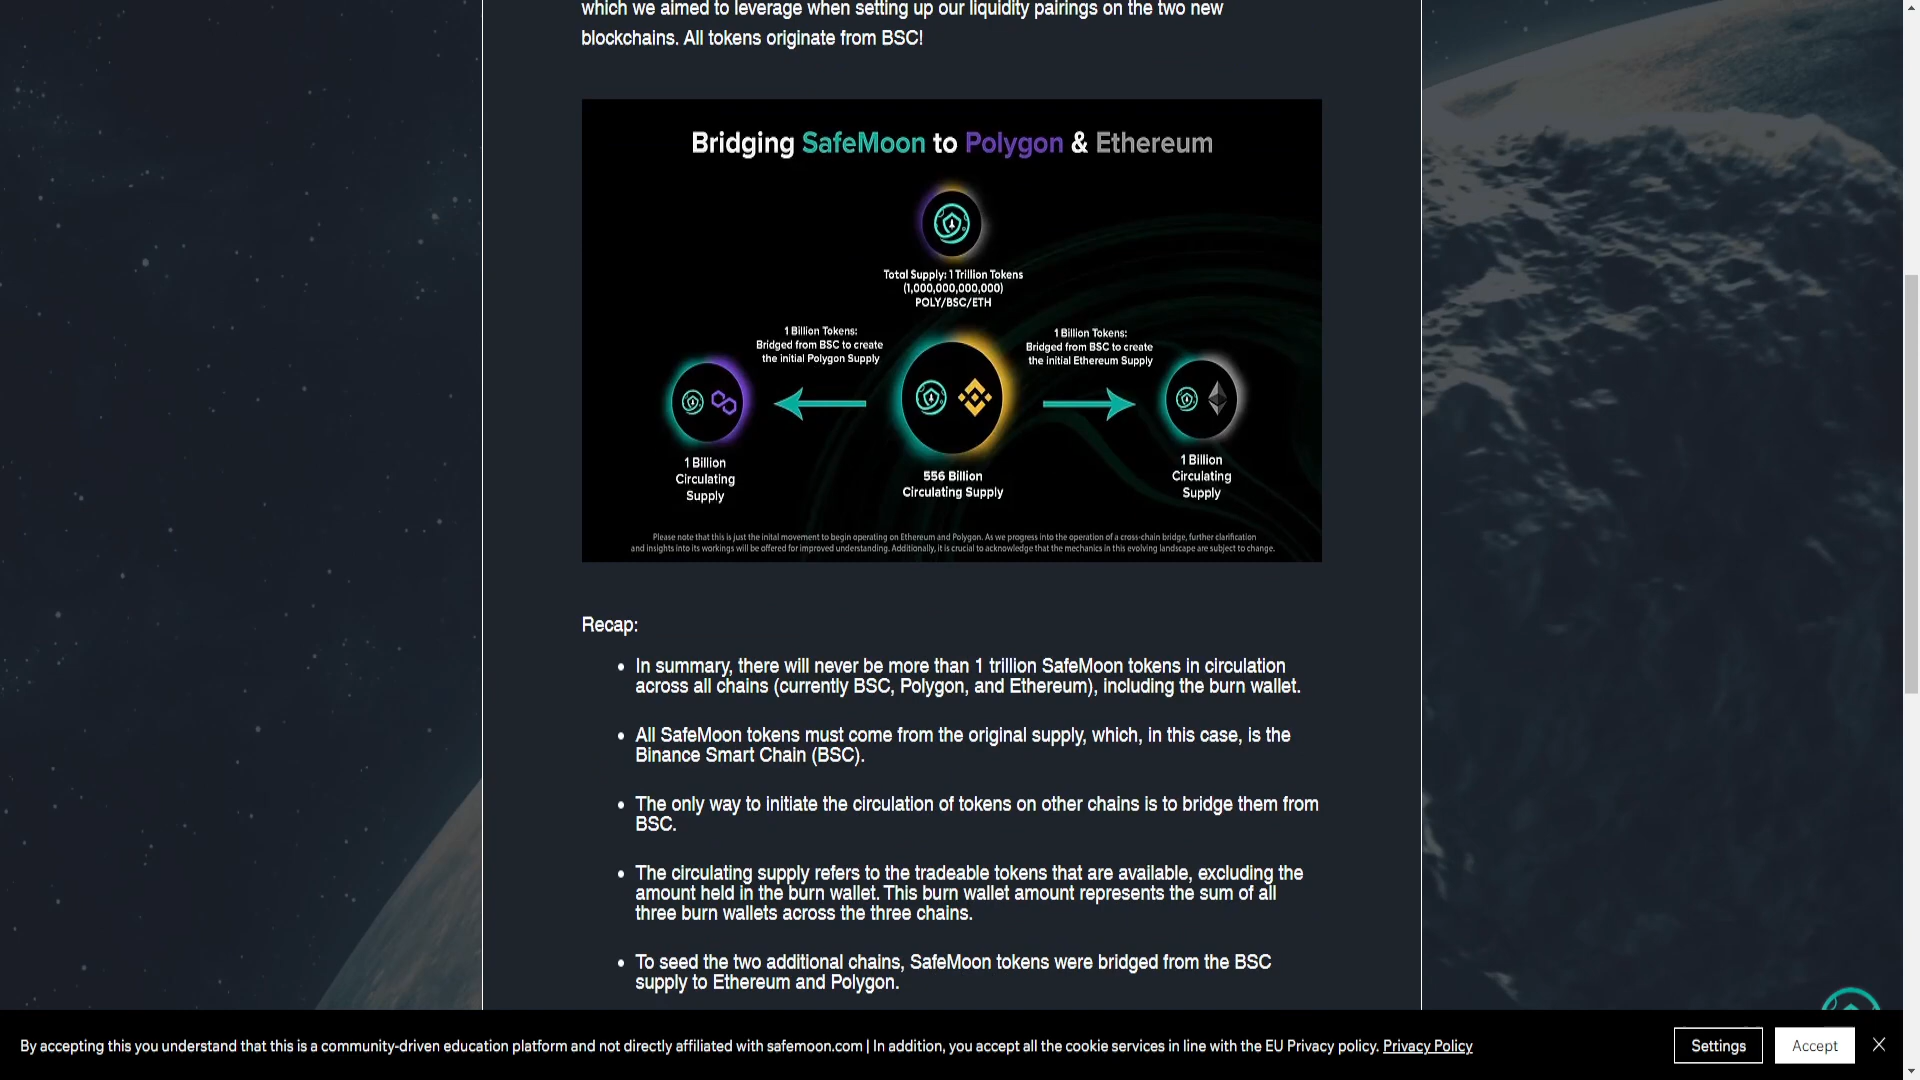 which we aimed to leverage when setting up our liquidity pairings on the two new
blockchains. All tokens originate from BSC!
Bridging SafeMoon to Polygon & Ethereum
Total Supply: 1 Trillion Tokens
(1,000,000,000,000)
POLY/BSC/ETH
1 Billion Tokens:
Bridged from BSC to create
the initial Polygon Supply
1 Billion Tokens:
Bridged from BSC to create
the initial Ethereum Supply
1 Billion
Circulating
Supply
556 Billion
Circulating Supply
1 Billion
Circulating
Supply
Please note that this is just the inital movement to begin operating on Ethereum and Polygon. As we progress into the operation of a cross-chain bridge, further clarification
and insights into its workings will be offered for improved understanding. Additionally, it is crucial to acknowledge that the mechanics in this evolving landscape are subject to change.
Recap:
• In summary, there will never be more than 1 trillion SafeMoon tokens in circulation
across all chains (currently BSC, Polygon, and Ethereum), including the burn wallet.
• All SafeMoon tokens must come from the original supply, which, in this case, is the
Binance Smart Chain (BSC).
• The only way to initiate the circulation of tokens on other chains is to bridge them from
BSC.
• The circulating supply refers to the tradeable tokens that are available, excluding the
amount held in the burn wallet. This burn wallet amount represents the sum of all
three burn wallets across the three chains.
• To seed the two additional chains, SafeMoon tokens were bridged from the BSC
supply to Ethereum and Polygon.
By accepting this you understand that this is a community-driven education platform and not directly affiliated with safemoon.com | In addition, you accept all the cookie services in line with the EU Privacy policy. Privacy Policy
Settings
Accept